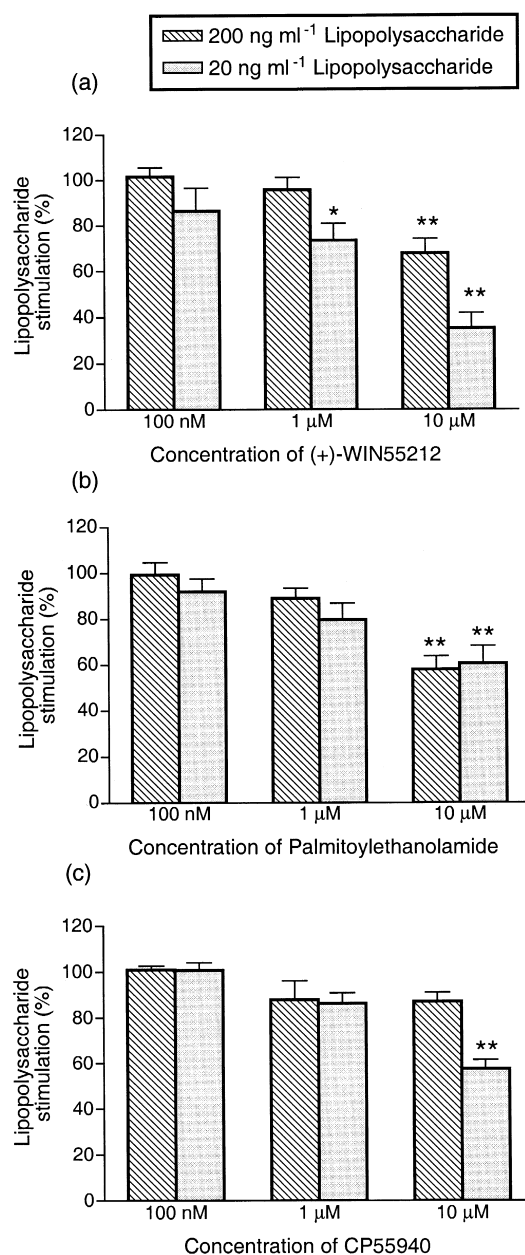 200 ng ml⁻¹ Lipopolysaccharide
20 ng ml⁻¹ Lipopolysaccharide
(a)
Lipopolysaccharide
stimulation (%)
120
100
80
60
40
20
0
*
**
**
100 nM 1 μM 10 μM
Concentration of (+)-WIN55212
(b)
Lipopolysaccharide
stimulation (%)
120
100
80
60
40
20
0
**
**
100 nM 1 μM 10 μM
Concentration of Palmitoylethanolamide
(c)
Lipopolysaccharide
stimulation (%)
120
100
80
60
40
20
0
**
100 nM 1 μM 10 μM
Concentration of CP55940